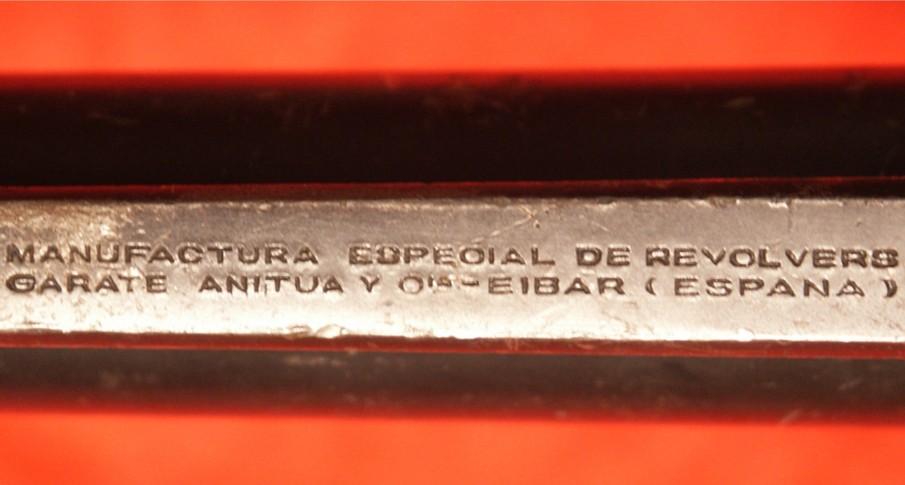 MANUFACTURA ESPECIAL DE REVOLVERS
GARATE ANITUA Y Cia-EIBAR (ESPANA)